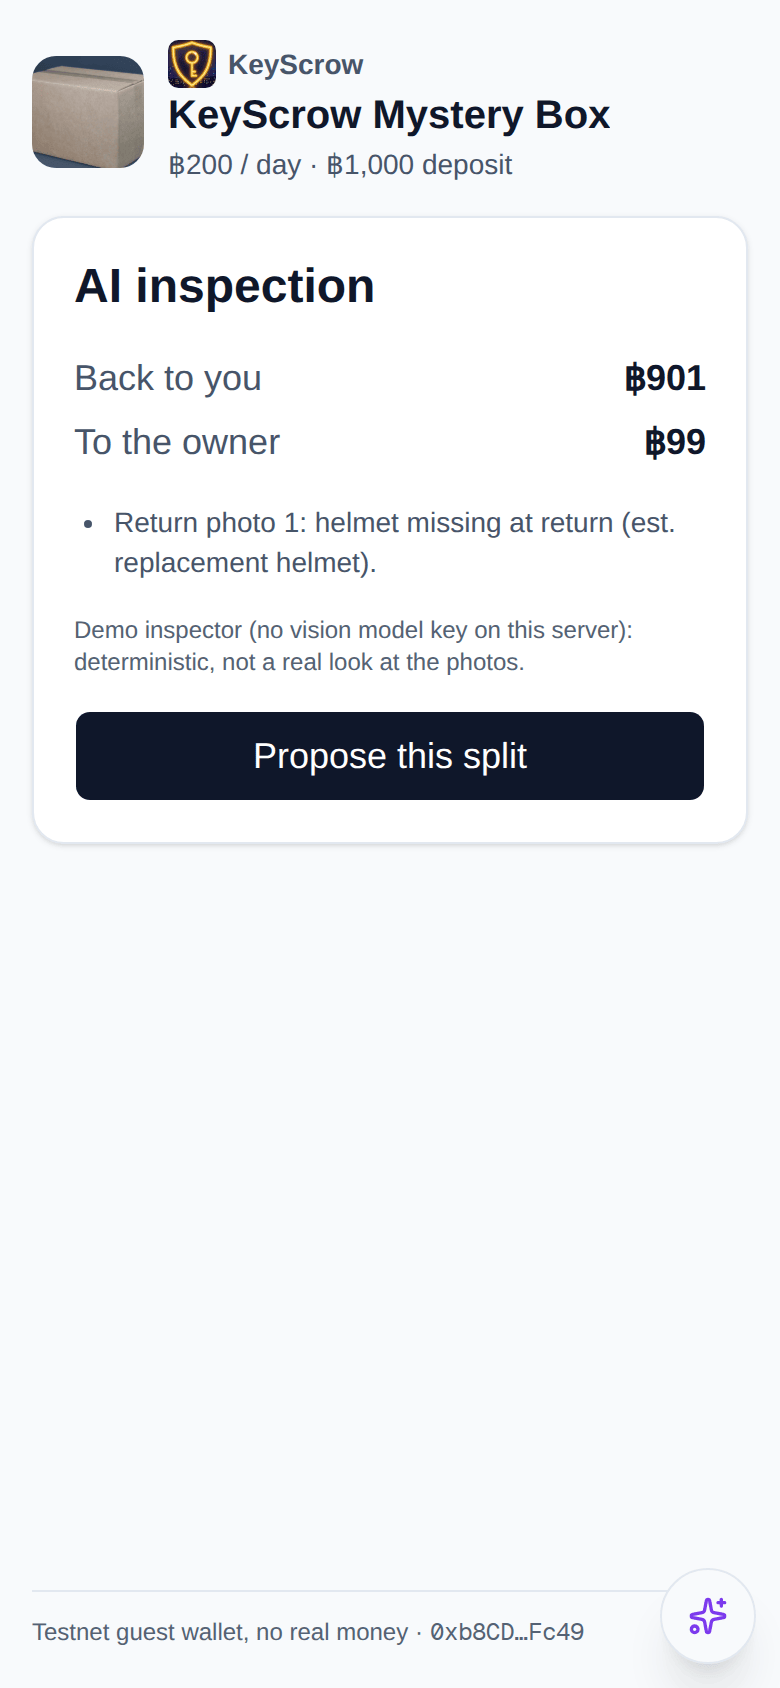 KeyScrow
KeyScrow Mystery Box
฿200 / day · ฿1,000 deposit
AI inspection
Back to you ฿901
To the owner ฿99
• Return photo 1: helmet missing at return (est.
replacement helmet).
Demo inspector (no vision model key on this server):
deterministic, not a real look at the photos.
Propose this split
Testnet guest wallet, no real money · 0xb8CD…Fc49